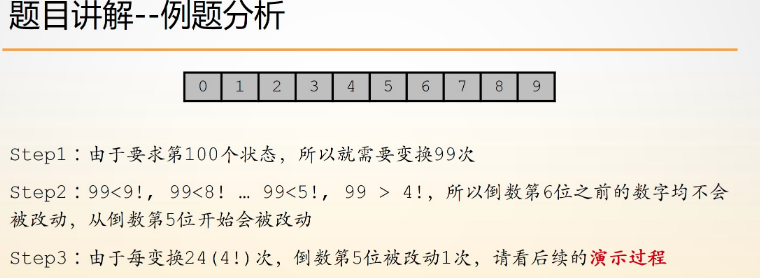 题目讲解--例题分析
0 1 2 3 4 5 6 7 8 9
Step1：由于要求第100个状态，所以就需要变换99次
Step2：99<9!, 99<8! … 99<5!, 99 > 4!，所以倒数第6位之前的数字均不会
被改动，从倒数第5位开始会被改动
Step3：由于每变换24(4!)次，倒数第5位被改动1次，请看后续的演示过程